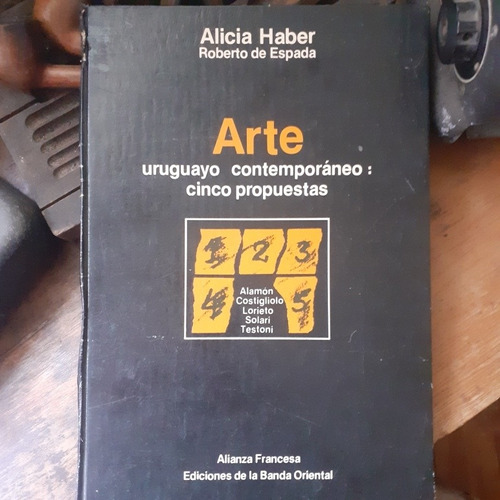 Alicia Haber
Roberto de Espada
Arte
uruguayo contemporáneo :
cinco propuestas
1 2 3
Alamón
Costigliolo
Lorieto
Solari
Testoni
4 5
Alianza Francesa
Ediciones de la Banda Oriental